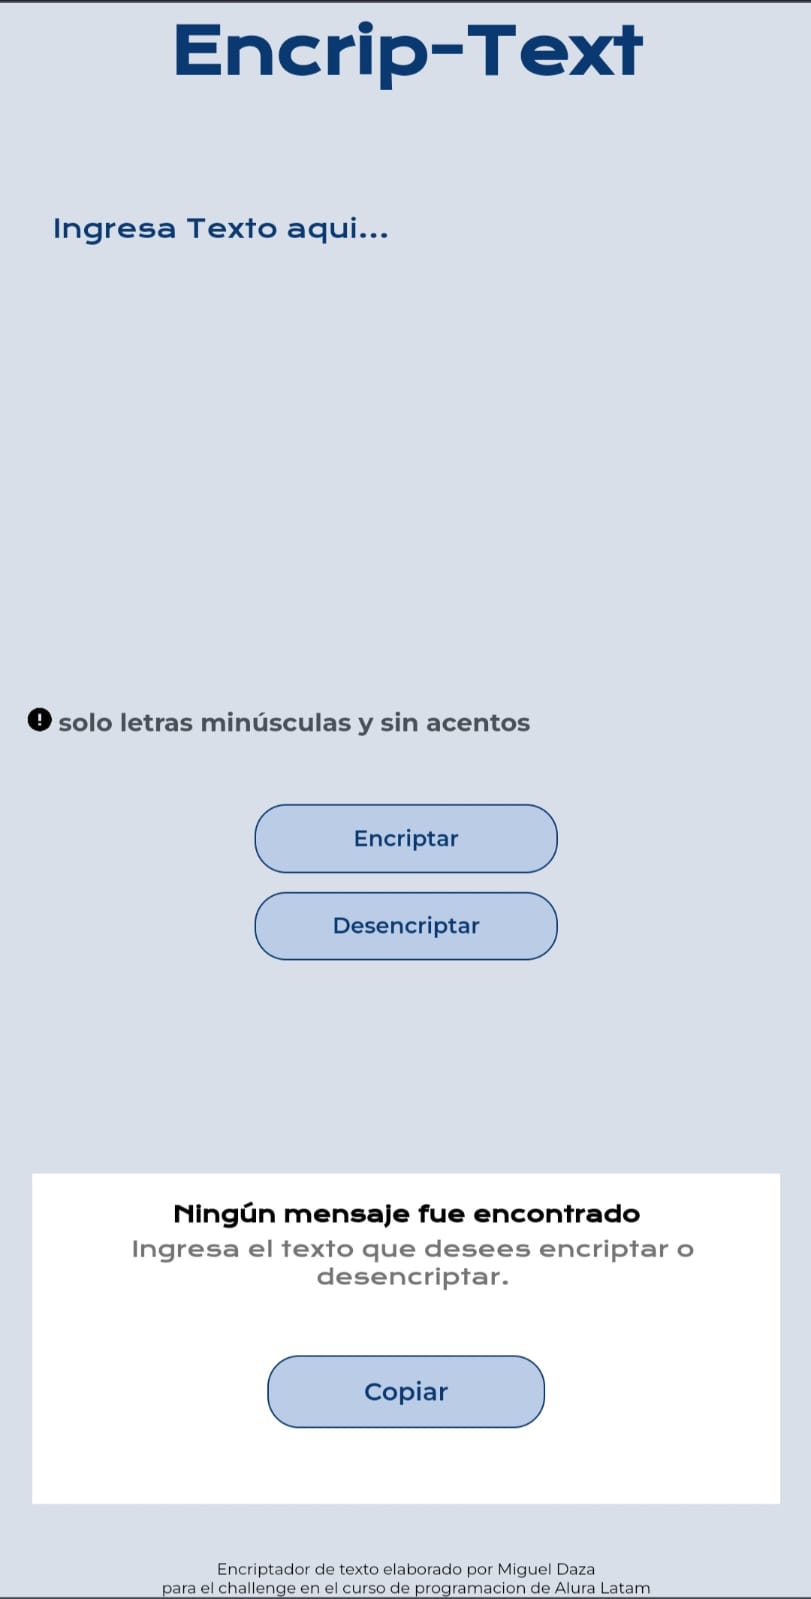 Encrip-Text
Ingresa Texto aqui...
solo letras minúsculas y sin acentos
Encriptar
Desencriptar
Ningún mensaje fue encontrado
Ingresa el texto que desees encriptar o
desencriptar.
Copiar
Encriptador de texto elaborado por Miguel Daza
para el challenge en el curso de programacion de Alura Latam